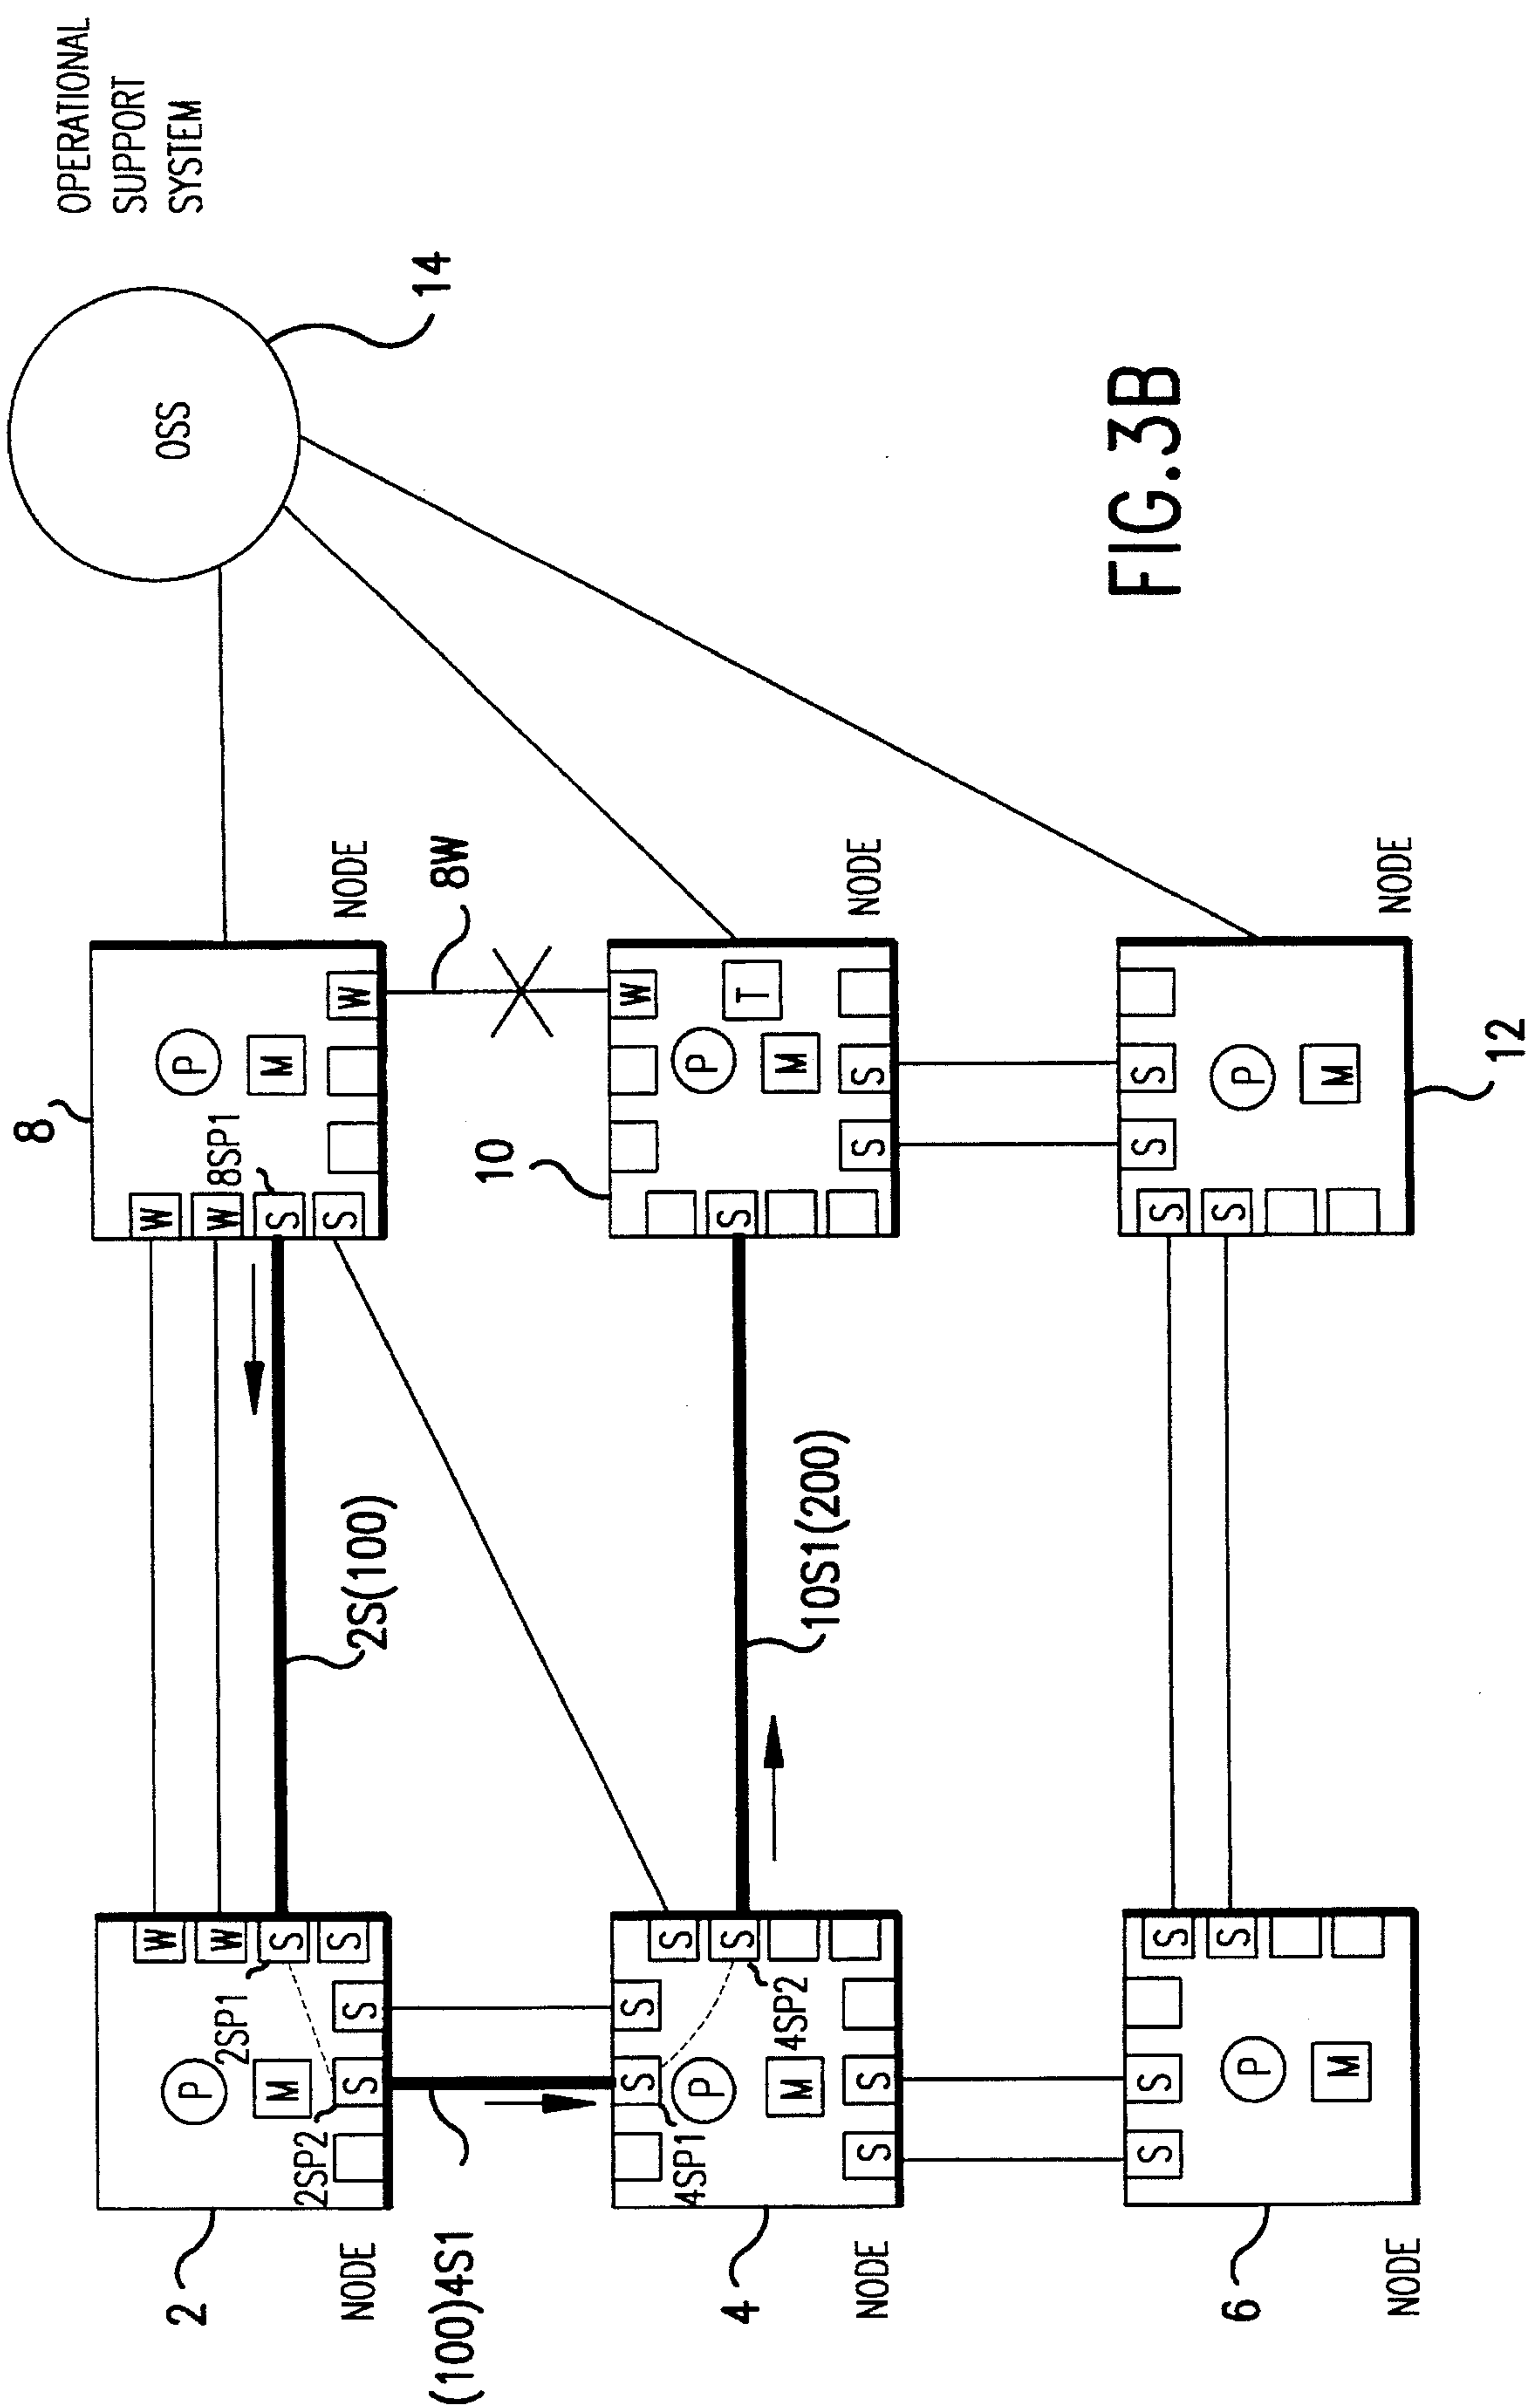 OPERATIONAL
SUPPORT
SYSTEM
OSS
14
8
W
W
8SP1
S
S
P
M
W
NODE
2
W
W
2SP1
S
S
P
M
2SP2
S
S
NODE
2S(100)
8W
(100)4S1
4
4SP1
S
S
P
M
S
S
4SP2
S
S
NODE
10S1(200)
10
W
S
P
T
M
S
S
NODE
6
S
S
S
S
P
M
NODE
12
S
S
S
S
P
M
NODE
FIG.3B